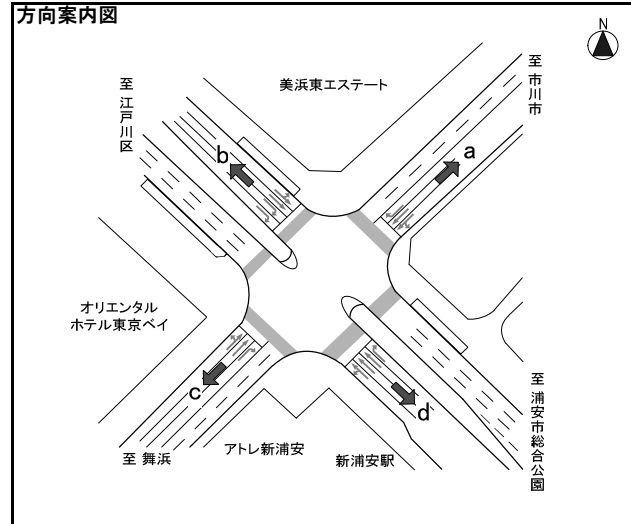 方向案内図
N
至 江戸川区
美浜東エステート
至 市川市
b
a
オリエンタル
ホテル東京ベイ
c
d
至 舞浜
アトレ新浦安
新浦安駅
至 浦安市総合公園